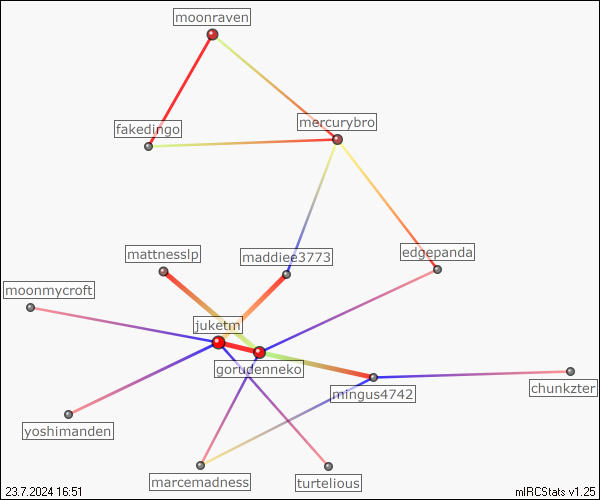 moonraven
mercurybro
fakedingo
edgepanda
mattnesslp
maddiee3773
moonmycroft
juketm
gorudenneko
chunkzter
mingus4742
yoshimanden
marcemadness
turtelious
23.7.2024 16:51
mIRCStats v1.25